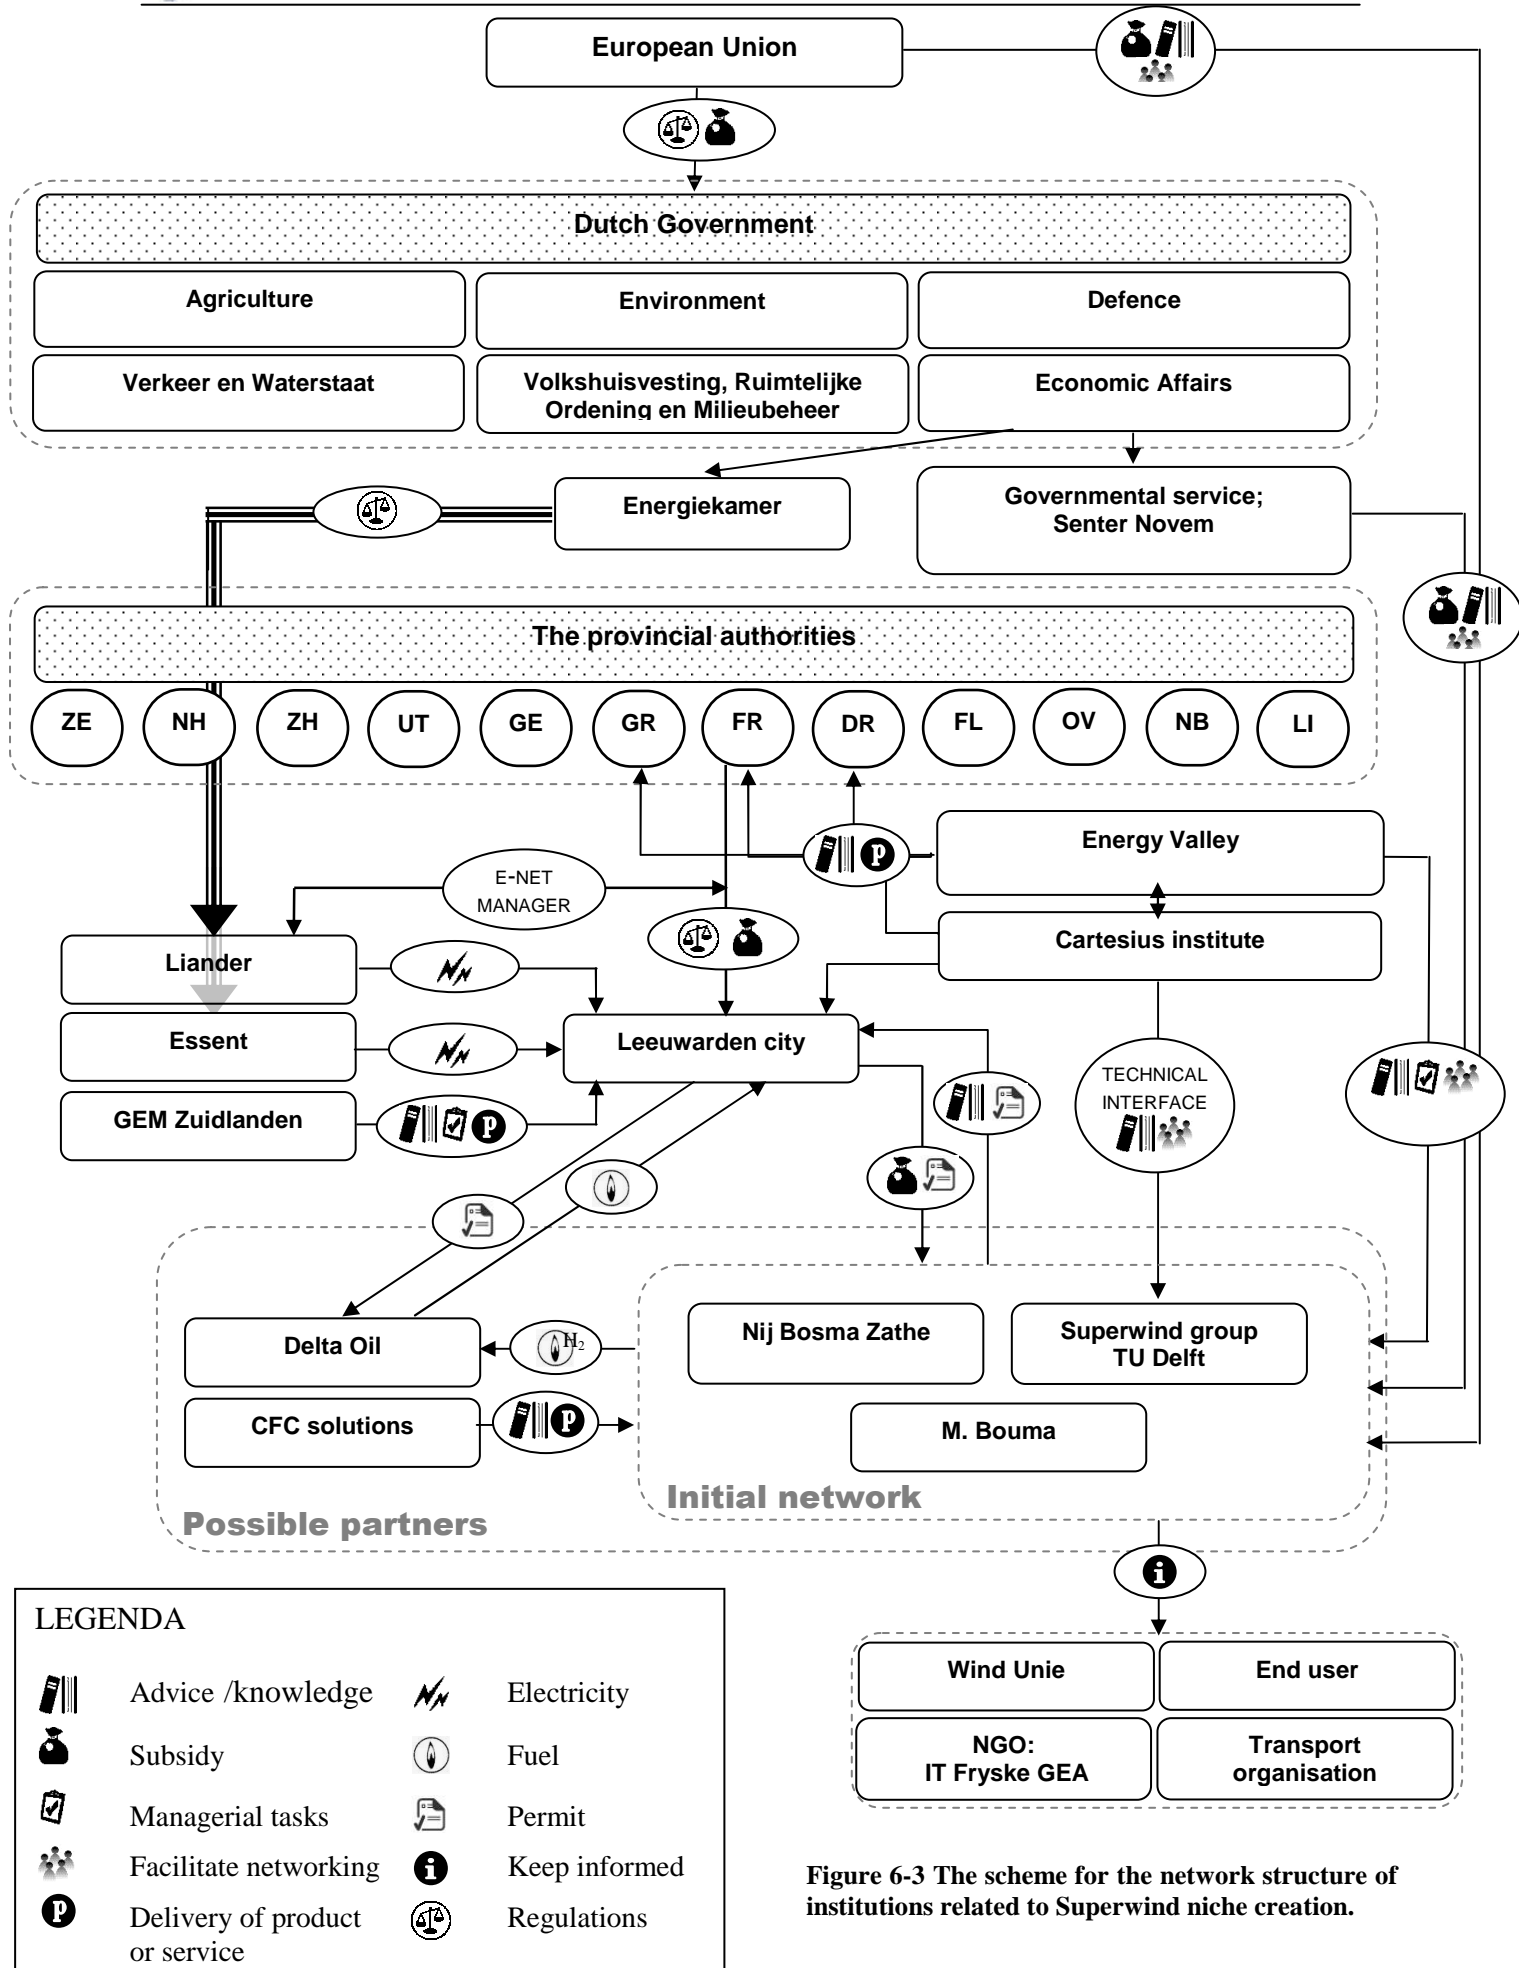 European Union
Dutch Government
Agriculture
Environment
Defence
Verkeer en Waterstaat
Volkshuisvesting, Ruimtelijke
Ordening en Milieubeheer
Economic Affairs
Energiekamer
Governmental service;
Senter Novem
The provincial authorities
ZE
NH
ZH
UT
GE
GR
FR
DR
FL
OV
NB
LI
p
Energy Valley
E-NET
MANAGER
Cartesius institute
Liander
Essent
Leeuwarden city
GEM Zuidlanden
p
TECHNICAL
INTERFACE
Delta Oil
H2
Nij Bosma Zathe
Superwind group
TU Delft
CFC solutions
p
M. Bouma
Initial network
Possible partners
i
Wind Unie
End user
NGO:
IT Fryske GEA
Transport
organisation
LEGENDA
Advice /knowledge
Electricity
Subsidy
Fuel
Managerial tasks
Permit
Facilitate networking
i Keep informed
p Delivery of product
or service
Regulations
Figure 6-3 The scheme for the network structure of
institutions related to Superwind niche creation.